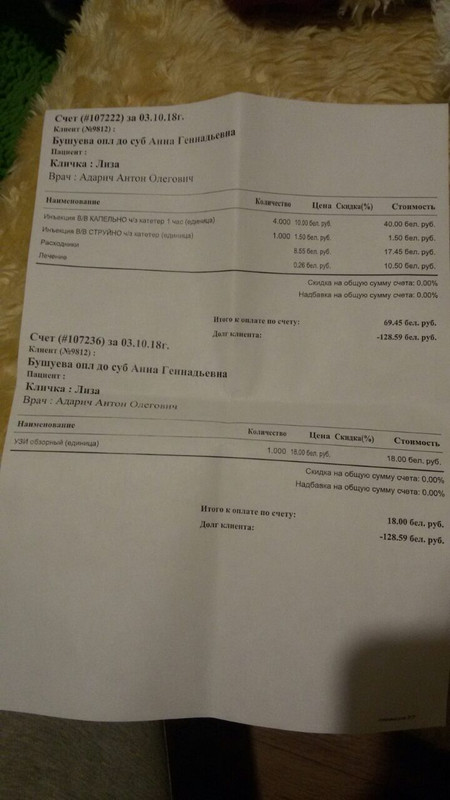 Счет (#107222) за 03.10.18г.
Клиент (№9812) :
Бушуева опл до суб Анна Геннадьевна
Пациент :
Кличка : Лиза
Врач : Адарич Антон Олегович
Наименование Количество Цена Скидка(%) Стоимость
Инъекция В/В КАПЕЛЬНО ч/з катетер 1 час (единица) 4.000 10.00 бел. руб. 40.00 бел. руб.
Инъекция В/В СТРУЙНО ч/з катетер (единица) 1.000 1.50 бел. руб. 1.50 бел. руб.
Расходники 8.55 бел. руб. 17.45 бел. руб.
Лечение 0.26 бел. руб. 10.50 бел. руб.
Скидка на общую сумму счета: 0.00%
Надбавка на общую сумму счета: 0.00%
Итого к оплате по счету: 69.45 бел. руб.
Долг клиента: -128.59 бел. руб.
Счет (#107236) за 03.10.18г.
Клиент (№9812) :
Бушуева опл до суб Анна Геннадьевна
Пациент :
Кличка : Лиза
Врач : Адарич Антон Олегович
Наименование Количество Цена Скидка(%) Стоимость
УЗИ обзорный (единица) 1.000 18.00 бел. руб. 18.00 бел. руб.
Скидка на общую сумму счета: 0.00%
Надбавка на общую сумму счета: 0.00%
Итого к оплате по счету: 18.00 бел. руб.
Долг клиента: -128.59 бел. руб.